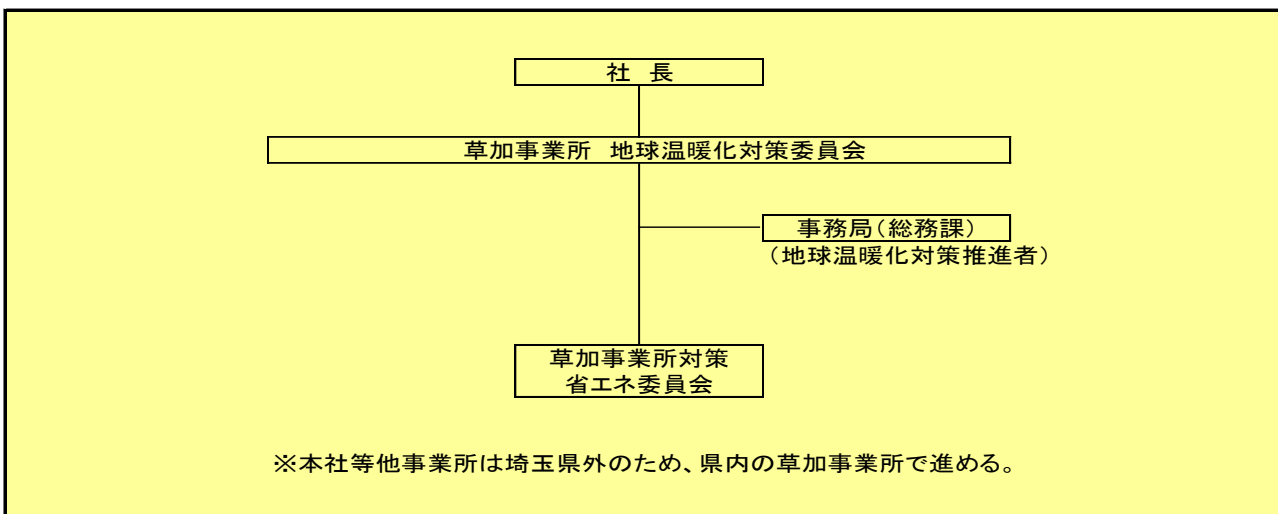 社 長
草加事業所 地球温暖化対策委員会
事務局(総務課)
(地球温暖化対策推進者)
草加事業所対策
省エネ委員会
※本社等他事業所は埼玉県外のため、県内の草加事業所で進める。